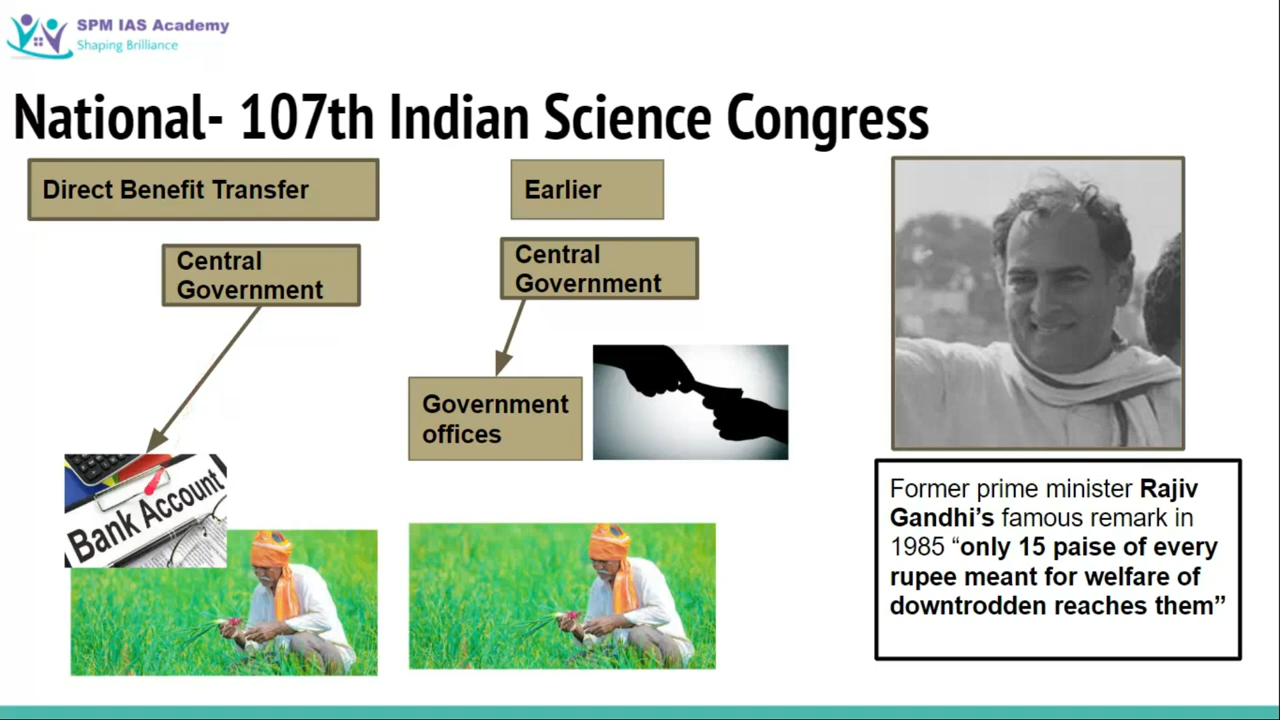 SPM IAS Academy
Shaping Brilliance
National- 107th Indian Science Congress
Direct Benefit Transfer
Central
Government
Bank Account
Earlier
Central
Government
Government
offices
Former prime minister Rajiv
Gandhi’s famous remark in
1985 “only 15 paise of every
rupee meant for welfare of
downtrodden reaches them”